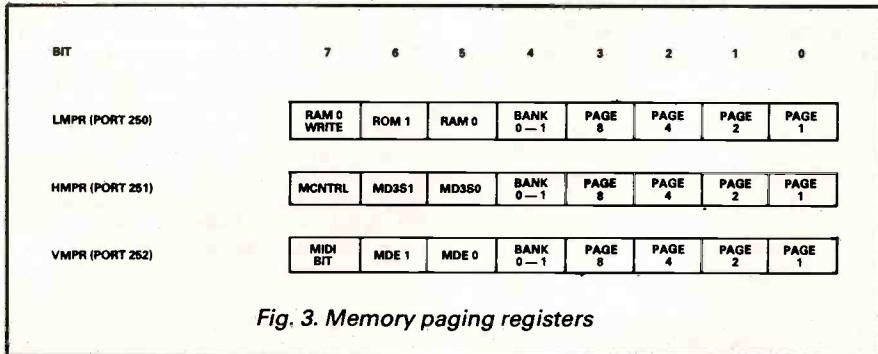 BIT 7 6 5 4 3 2 1 0
LMPR (PORT 250) RAM 0 WRITE ROM 1 RAM 0 BANK 0 — 1 PAGE 8 PAGE 4 PAGE 2 PAGE 1
HMPR (PORT 251) MCNTRL MD3S1 MD3S0 BANK 0 — 1 PAGE 8 PAGE 4 PAGE 2 PAGE 1
VMPR (PORT 252) MIDI BIT MDE 1 MDE 0 BANK 0 — 1 PAGE 8 PAGE 4 PAGE 2 PAGE 1
Fig. 3. Memory paging registers